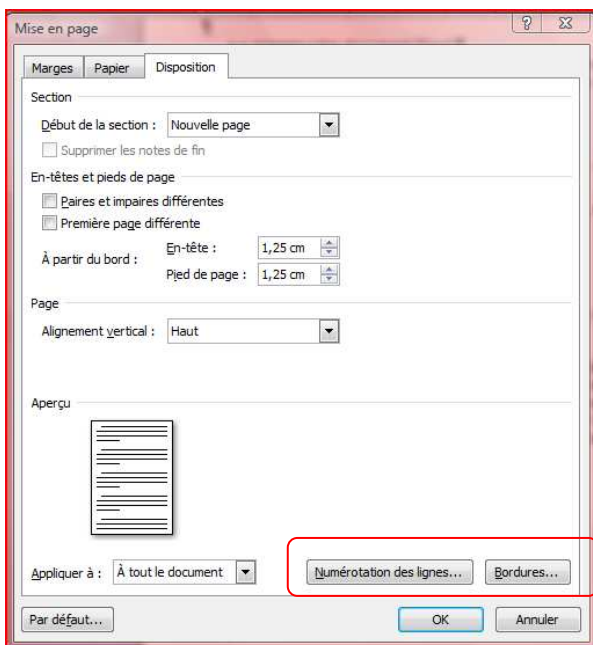 Mise en page
Marges Papier Disposition
Section
Début de la section : Nouvelle page
Supprimer les notes de fin
En-têtes et pieds de page
Paires et impaires différentes
Première page différente
À partir du bord :
En-tête : 1,25 cm
Pied de page : 1,25 cm
Page
Alignement vertical : Haut
Aperçu
Appliquer à : À tout le document Numérotation des lignes... Bordures...
Par défaut... OK Annuler